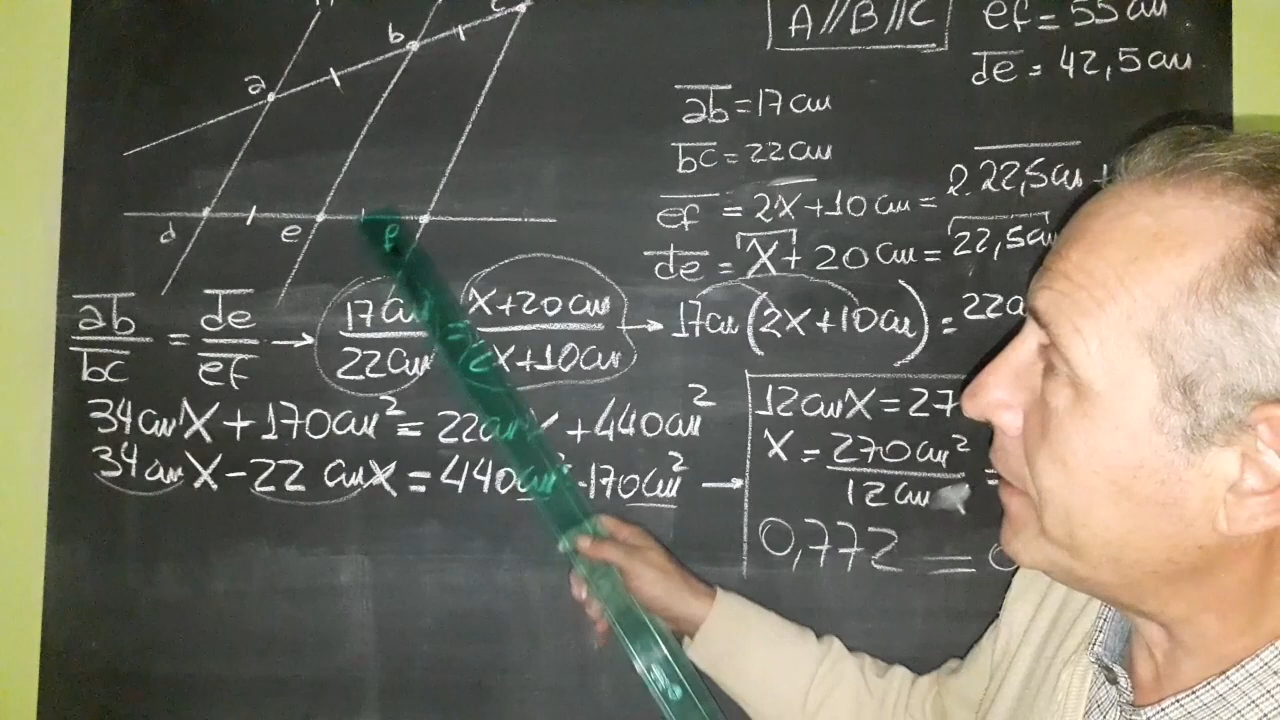 A//B//C
ef = 55 cm
de = 42,5 cm
c
b
a
ab = 17 cm
bc = 22 cm
ef = 2X + 10 cm = 2.22,5 cm +
de = X + 20 cm = 22,5 cm
d e f
ab/bc = de/ef → 17 cm/22 cm = X + 20 cm/2X + 10 cm → 17 cm (2X + 10 cm) =
34 cm X + 170 cm² = 22 cm X + 440 cm²
34 cm X - 22 cm X = 440 cm² - 170 cm² →
12 cm X = 27
X = 270 cm²/12 cm =
0,772 =